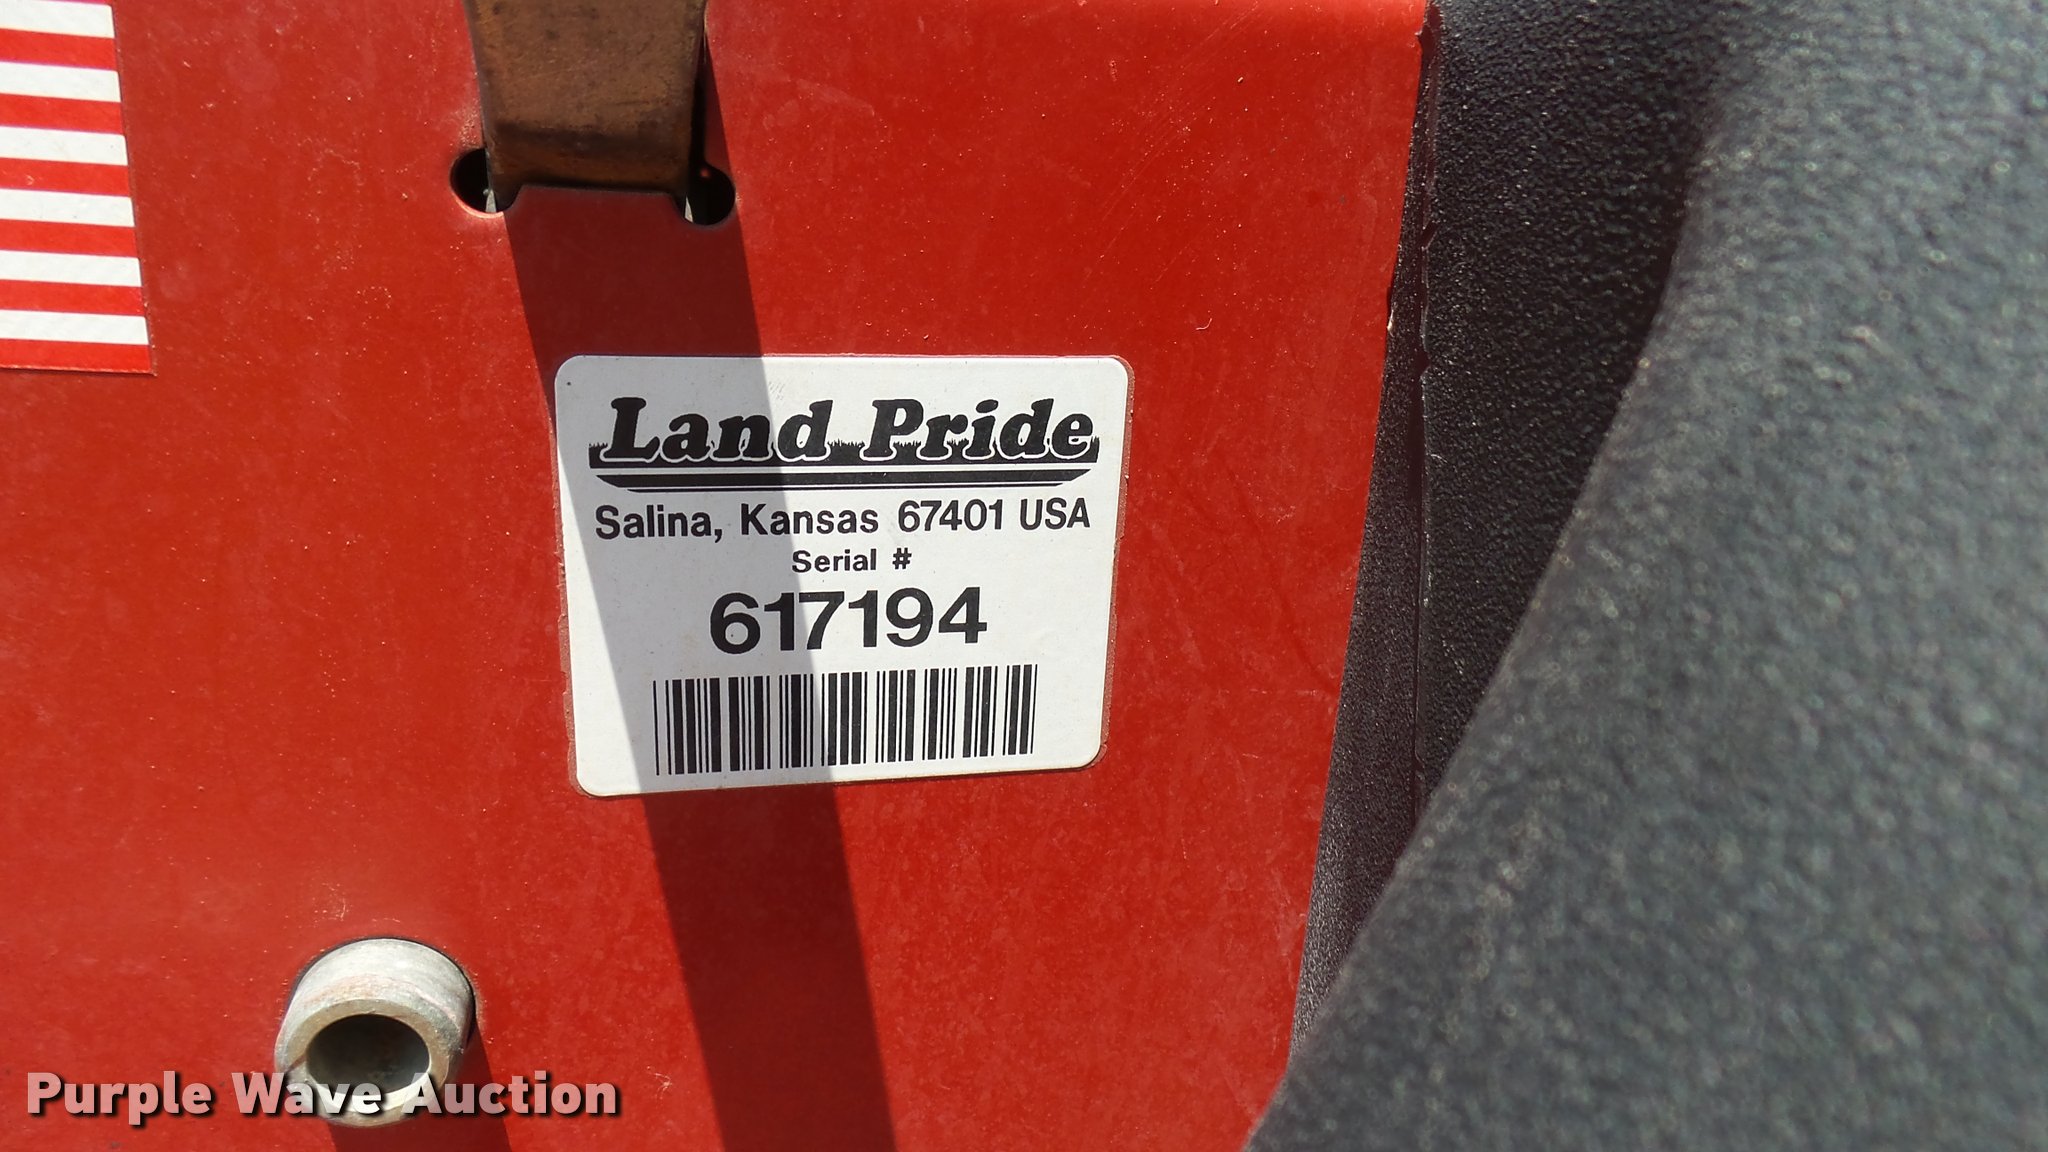 Land Pride
Salina, Kansas 67401 USA
Serial #
617194
Purple Wave Auction